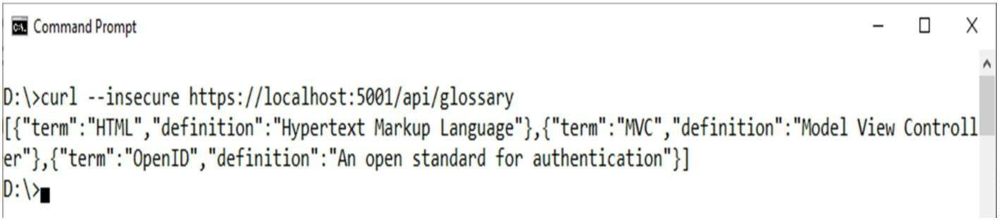 Command Prompt
D:\>curl --insecure https://localhost:5001/api/glossary
[{"term":"HTML","definition":"Hypertext Markup Language"},{"term":"MVC","definition":"Model View Controll
er"},{"term":"OpenID","definition":"An open standard for authentication"}]
D:\>